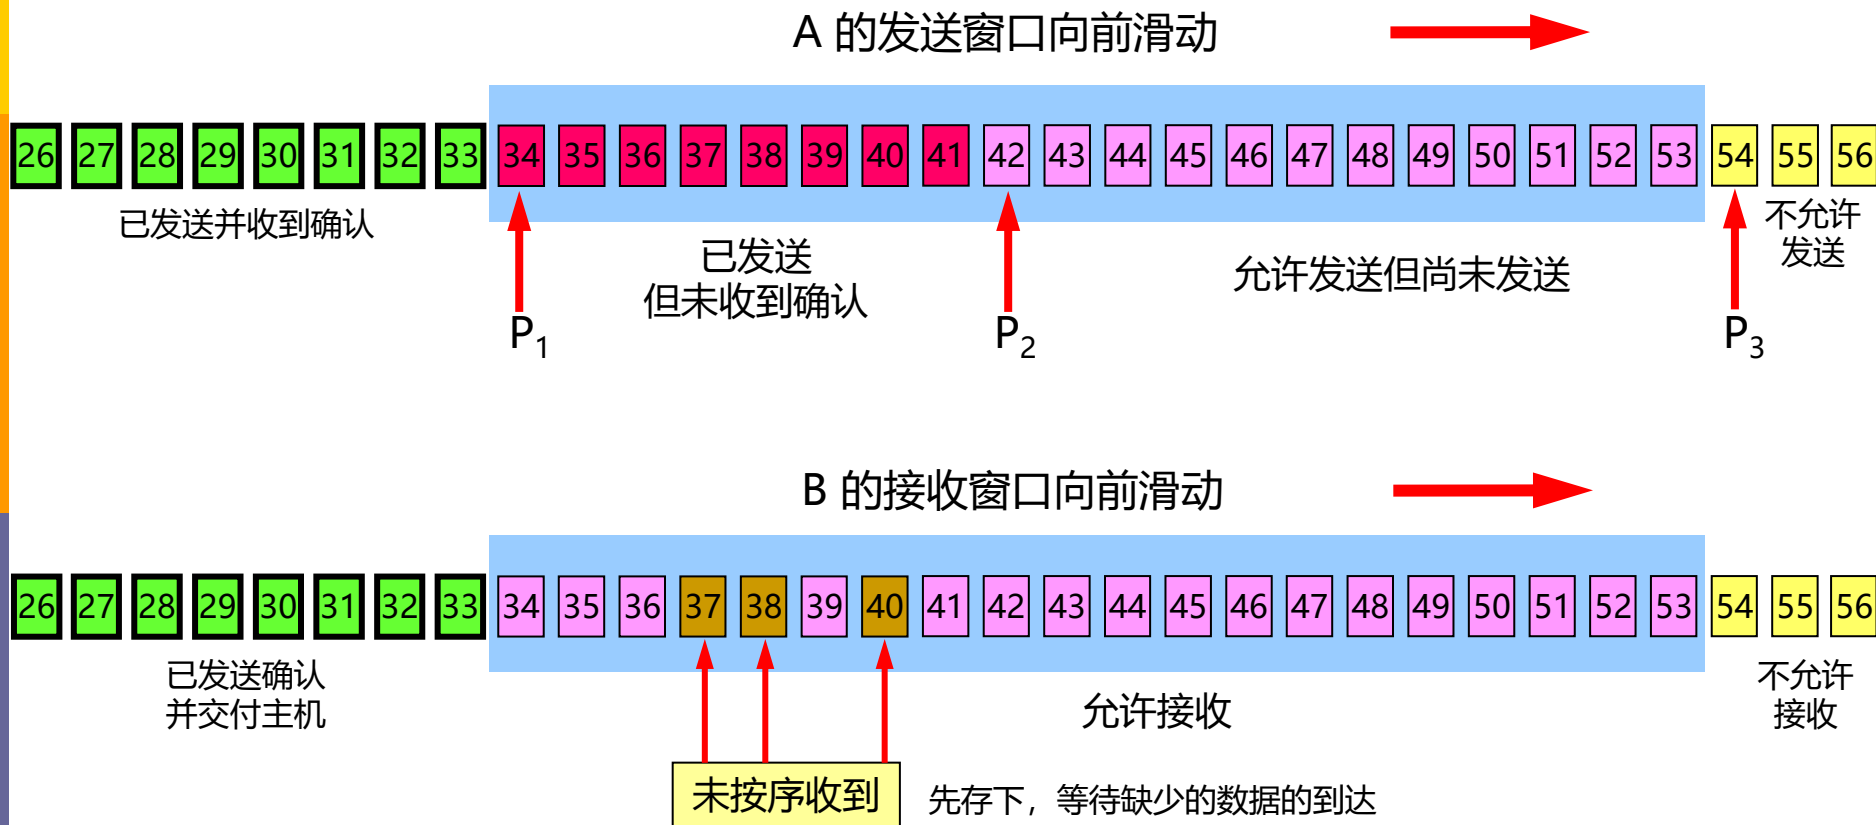 A 的发送窗口向前滑动
26 27 28 29 30 31 32 33 34 35 36 37 38 39 40 41 42 43 44 45 46 47 48 49 50 51 52 53 54 55 56
已发送并收到确认
已发送
但未收到确认
允许发送但尚未发送
不允许
发送
P1 P2 P3
B 的接收窗口向前滑动
26 27 28 29 30 31 32 33 34 35 36 37 38 39 40 41 42 43 44 45 46 47 48 49 50 51 52 53 54 55 56
已发送确认
并交付主机
允许接收
不允许
接收
未按序收到
先存下，等待缺少的数据的到达